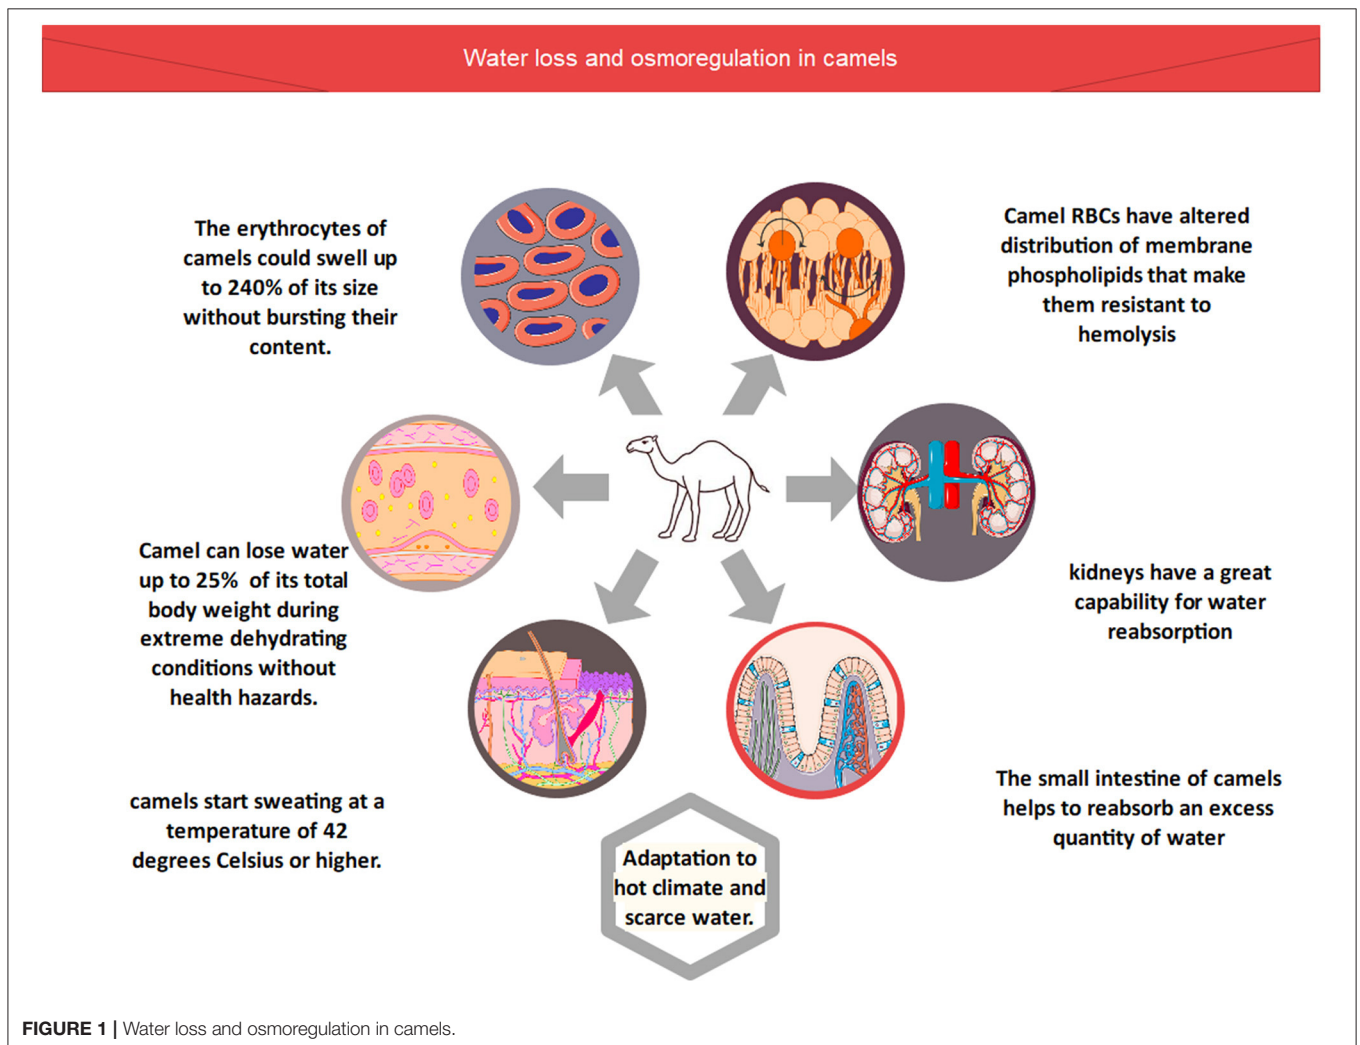 Water loss and osmoregulation in camels
The erythrocytes of
camels could swell up
to 240% of its size
without bursting their
content.
Camel RBCs have altered
distribution of membrane
phospholipids that make
them resistant to
hemolysis
Camel can lose water
up to 25% of its total
body weight during
extreme dehydrating
conditions without
health hazards.
kidneys have a great
capability for water
reabsorption
camels start sweating at a
temperature of 42
degrees Celsius or higher.
The small intestine of camels
helps to reabsorb an excess
quantity of water
Adaptation to
hot climate and
scarce water.
FIGURE 1 | Water loss and osmoregulation in camels.